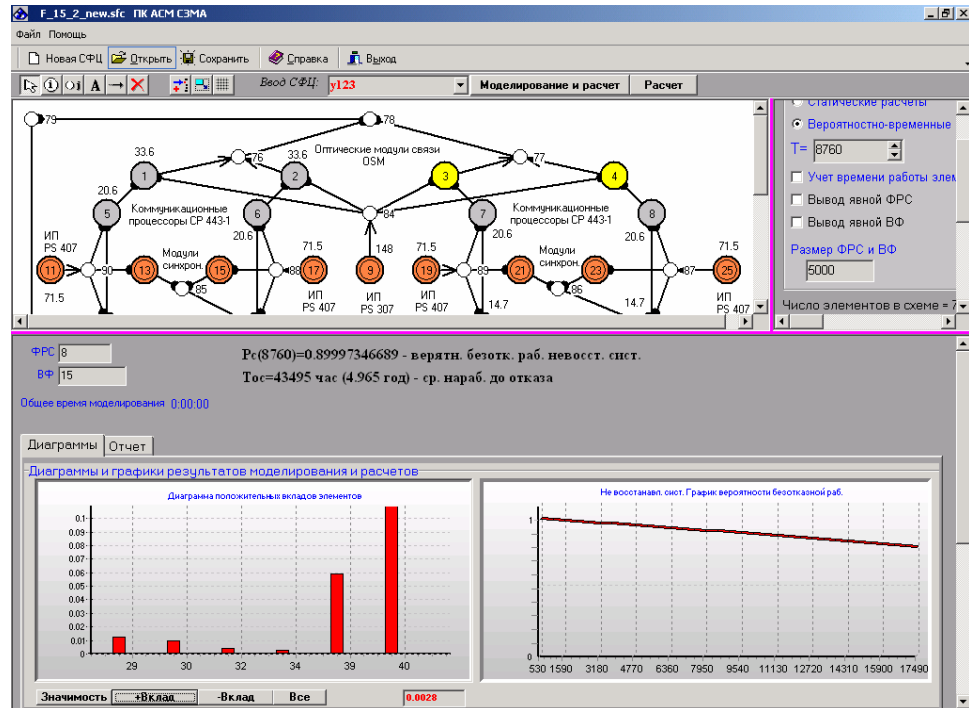 F_15_2_new.sfc ПК АСМ СЗМА
Файл Помощь
Новая СФЦ Открыть Сохранить Справка Выход
Ввод СФЦ: y123 Моделирование и расчет Расчет
79
78
33.6
76
33.6
Оптические модули связи
OSM
77
1
2
3
4
20.6
5
Коммуникационные
процессоры CP 443-1
6
84
7
Коммуникационные
процессоры CP 443-1
8
20.6
20.6
20.6
ИП
PS 407
Модули
синхрон.
71.5
148
71.5
Модули
синхрон.
71.5
11
90
13
15
88
17
9
19
89
21
23
87
25
71.5
85
ИП
PS 407
ИП
PS 307
ИП
PS 407
14.7
86
14.7
ИП
PS 407
Статические расчеты
Вероятностно-временные
T= 8760
Учет времени работы элем
Вывод явной ФРС
Вывод явной ВФ
Размер ФРС и ВФ
5000
Число элементов в схеме = 7
ФРС 8
ВФ 15
Pc(8760)=0.89997346689 - верятн. безотк. раб. невосст. сист.
Toc=43495 час (4.965 год) - ср. нараб. до отказа
Общее время моделирования 0:00:00
Диаграммы Отчет
Диаграммы и графики результатов моделирования и расчетов
Диаграмма положительных вкладов элементов
0.1
0.09
0.08
0.07
0.06
0.05
0.04
0.03
0.02
0.01
0
29 30 32 34 39 40
Не восстанавл. сист. График вероятности безотказной раб.
1
0
530 1590 3180 4770 6360 7950 9540 11130 12720 14310 15900 17490
Значимость +Вклад -Вклад Все 0.0028